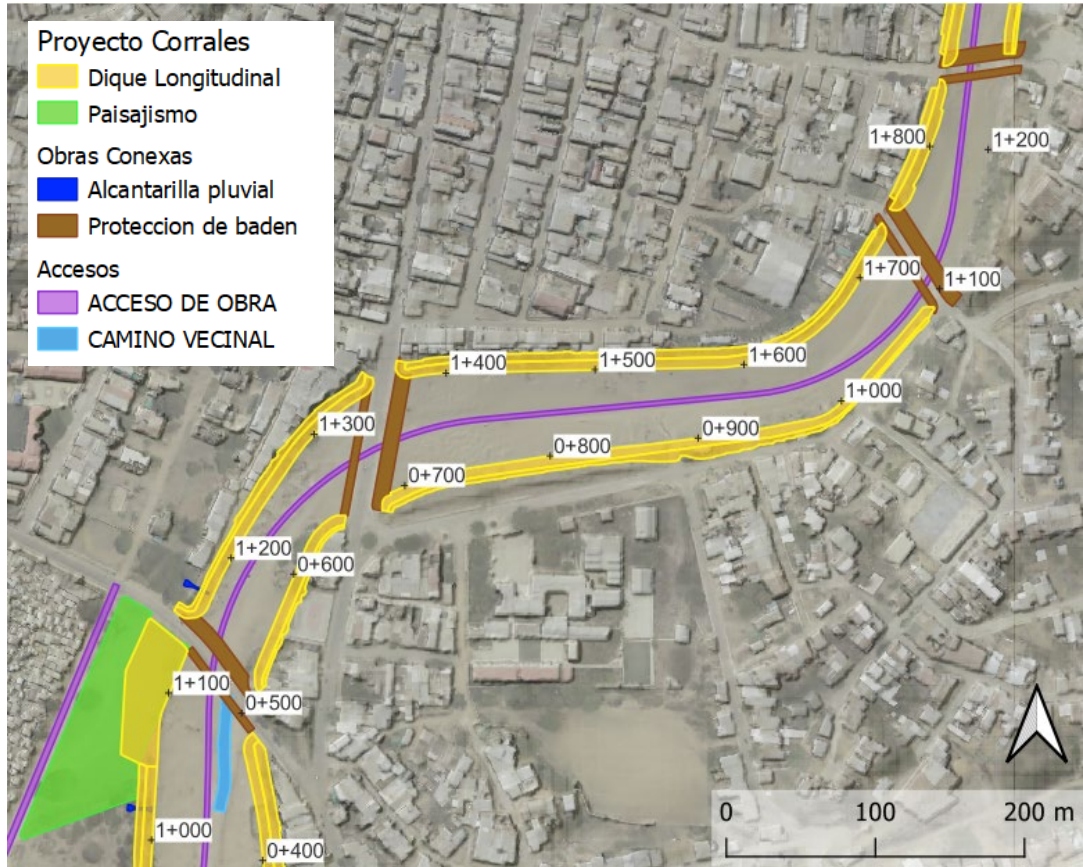 Proyecto Corrales
Dique Longitudinal
Paisajismo
Obras Conexas
Alcantarilla pluvial
Proteccion de baden
Accesos
ACCESO DE OBRA
CAMINO VECINAL
1+800
1+200
1+700
1+100
1+400
1+500
1+600
1+000
1+300
0+900
0+800
0+700
1+200
0+600
1+100
0+500
1+000
0+400
0 100 200 m